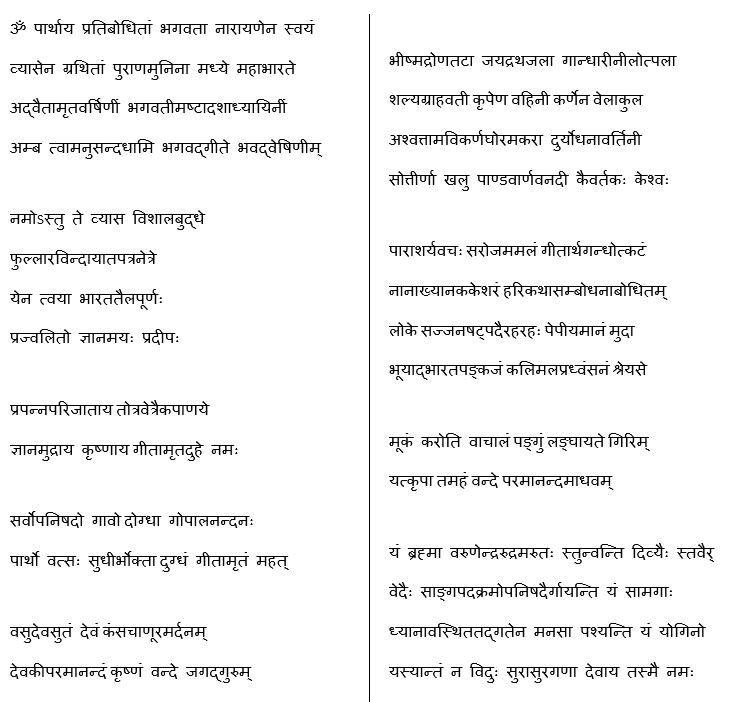 ॐ पार्थाय प्रतिबोधितां भगवता नारायणेन स्वयं
व्यासेन ग्रथितां पुराणमुनिना मध्ये महाभारते
अद्वैतामृतवर्षिणीं भगवतीमष्टादशाध्यायिनीं
अम्ब त्वामनुसन्दधामि भगवद्गीते भवद्वेषिणीम्
नमोऽस्तु ते व्यास विशालबुद्धे
फुल्लारविन्दायातपत्रनेत्रे
येन त्वया भारततैलपूर्णः
प्रज्वलितो ज्ञानमयः प्रदीपः
प्रपन्नपरिजाताय तोत्रवेत्रैकपाणये
ज्ञानमुद्राय कृष्णाय गीतामृतदुहे नमः
सर्वोपनिषदो गावो दोग्धा गोपालनन्दनः
पार्थो वत्सः सुधीर्भोक्ता दुग्धं गीतामृतं महत्
वसुदेवसुतं देवं कंसचाणूरमर्दनम्
देवकीपरमानन्दं कृष्णं वन्दे जगद्गुरुम्
भीष्मद्रोणतटा जयद्रथजला गान्धारीनीलोत्पला
शल्यग्राहवती कृपेण वहिनी कर्णेन वेलाकुल
अश्वत्तामविकर्णघोरमकरा दुर्योधनावर्तिनी
सोत्तीर्णा खलु पाण्डवार्णवनदी कैवर्तकः केश्वः
पाराशर्यवचः सरोजममलं गीतार्थगन्धोत्कटं
नानाख्यानककेशरं हरिकथासम्बोधनाबोधितम्
लोके सज्जनषट्पदैरहरहः पेपीयमानं मुदा
भूयाद्भारतपङ्कजं कलिमलप्रध्वंसनं श्रेयसे
मूकं करोति वाचालं पङ्गुं लङ्घायते गिरिम्
यत्कृपा तमहं वन्दे परमानन्दमाधवम्
यं ब्रह्मा वरुणेन्द्ररुद्रमरुतः स्तुन्वन्ति दिव्यैः स्तवैर्
वेदैः साङ्गपदक्रमोपनिषदैर्गायन्ति यं सामगाः
ध्यानावस्थिततद्गतेन मनसा पश्यन्ति यं योगिनो
यस्यान्तं न विदुः सुरासुरगणा देवाय तस्मै नमः